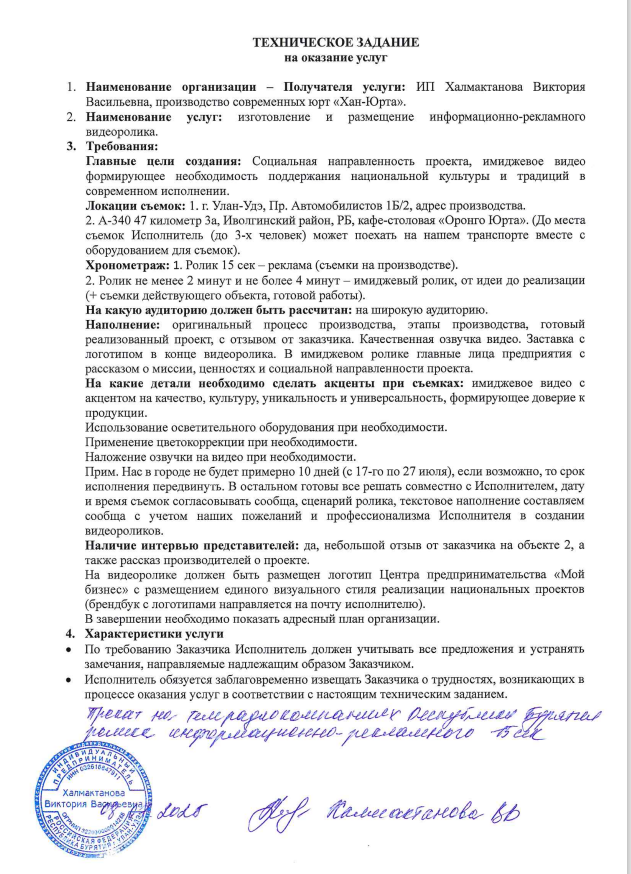 ТЕХНИЧЕСКОЕ ЗАДАНИЕ
на оказание услуг
1. Наименование организации – Получателя услуги: ИП Халмактанова Виктория
Васильевна, производство современных юрт «Хан-Юрта».
2. Наименование услуг: изготовление и размещение информационно-рекламного
видеоролика.
3. Требования:
Главные цели создания: Социальная направленность проекта, имиджевое видео
формирующее необходимость поддержания национальной культуры и традиций в
современном исполнении.
Локации съемок: 1. г. Улан-Удэ, Пр. Автомобилистов 1Б/2, адрес производства.
2. А-340 47 километр 3а, Иволгинский район, РБ, кафе-столовая «Оронго Юрта». (До места
съемок Исполнитель (до 3-х человек) может поехать на нашем транспорте вместе с
оборудованием для съемок).
Хронометраж: 1. Ролик 15 сек – реклама (съемки на производстве).
2. Ролик не менее 2 минут и не более 4 минут – имиджевый ролик, от идеи до реализации
(+ съемки действующего объекта, готовой работы).
На какую аудиторию должен быть рассчитан: на широкую аудиторию.
Наполнение: оригинальный процесс производства, этапы производства, готовый
реализованный проект, с отзывом от заказчика. Качественная озвучка видео. Заставка с
логотипом в конце видеоролика. В имиджевом ролике главные лица предприятия с
рассказом о миссии, ценностях и социальной направленности проекта.
На какие детали необходимо сделать акценты при съемках: имиджевое видео с
акцентом на качество, культуру, уникальность и универсальность, формирующее доверие к
продукции.
Использование осветительного оборудования при необходимости.
Применение цветокоррекции при необходимости.
Наложение озвучки на видео при необходимости.
Прим. Нас в городе не будет примерно 10 дней (с 17-го по 27 июля), если возможно, то срок
исполнения передвинуть. В остальном готовы все решать совместно с Исполнителем, дату
и время съемок согласовывать сообща, сценарий ролика, текстовое наполнение составляем
сообща с учетом наших пожеланий и профессионализма Исполнителя в создании
видеороликов.
Наличие интервью представителей: да, небольшой отзыв от заказчика на объекте 2, а
также рассказ производителей о проекте.
На видеоролике должен быть размещен логотип Центра предпринимательства «Мой
бизнес» с размещением единого визуального стиля реализации национальных проектов
(брендбук с логотипами направляется на почту исполнителю).
В завершении необходимо показать адресный план организации.
4. Характеристики услуги
• По требованию Заказчика Исполнитель должен учитывать все предложения и устранять
замечания, направляемые надлежащим образом Заказчиком.
• Исполнитель обязуется заблаговременно извещать Заказчика о трудностях, возникающих в
процессе оказания услуг в соответствии с настоящим техническим заданием.
Прокат на телерадиокомпаниях Республики Бурятия
ролика информационно-рекламного 15 сек
ИНДИВИДУАЛЬНЫЙ
ПРЕДПРИНИМАТЕЛЬ
Халмактанова
Виктория Васильевна
РОССИЙСКАЯ ФЕДЕРАЦИЯ
РЕСПУБЛИКА БУРЯТИЯ Г. УЛАН-УДЭ
2025 Халмактанова ВВ